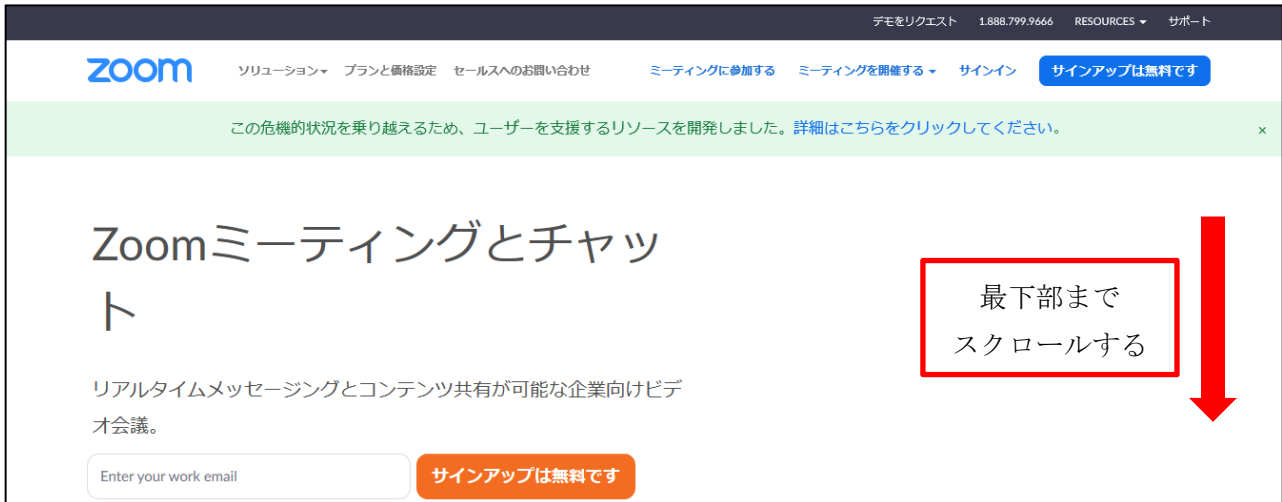 デモをリクエスト 1.888.799.9666 RESOURCES サポート
zoom ソリューション プランと価格設定 セールスへのお問い合わせ ミーティングに参加する ミーティングを開催する サインイン サインアップは無料です
この危機的状況を乗り越えるため、ユーザーを支援するリソースを開発しました。詳細はこちらをクリックしてください。 ×
Zoomミーティングとチャッ
ト
最下部まで
スクロールする
リアルタイムメッセージングとコンテンツ共有が可能な企業向けビデ
オ会議。
Enter your work email サインアップは無料です